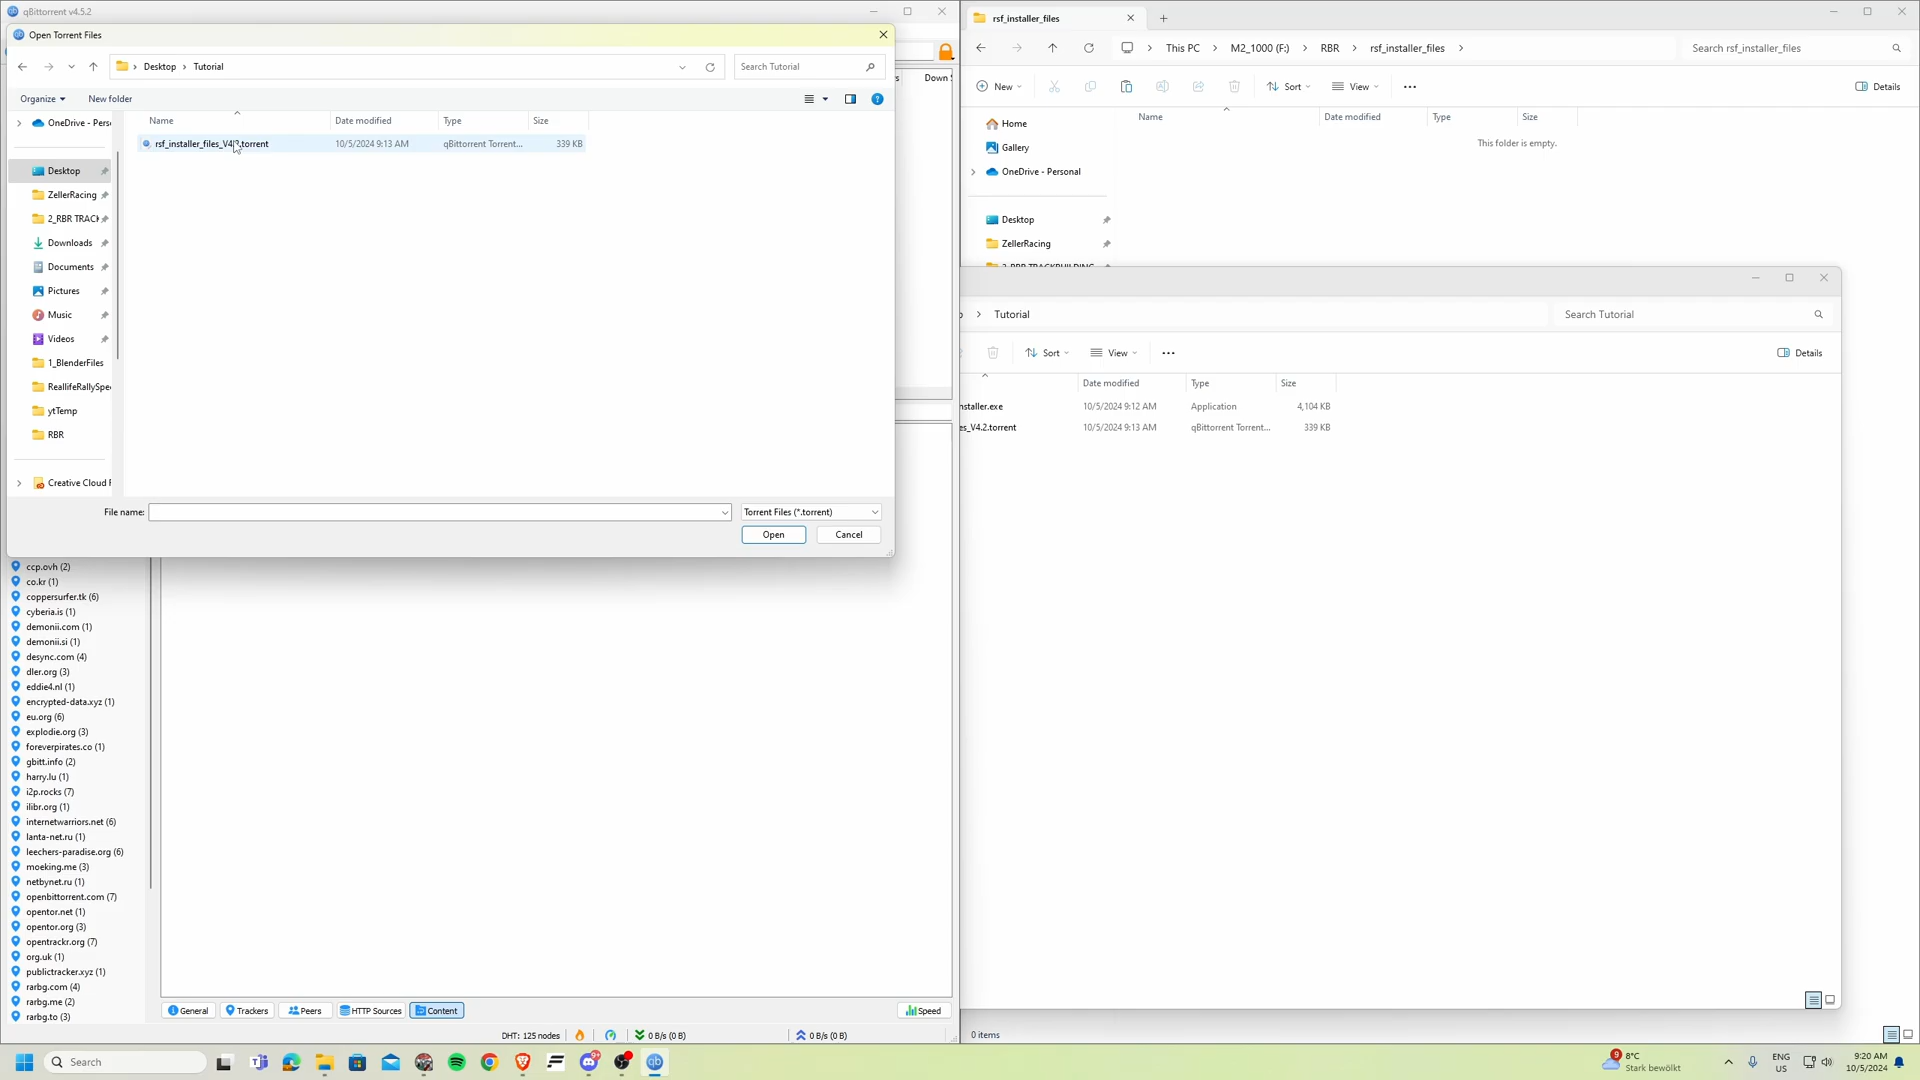 qBittorrent v4.5.2
Open Torrent Files
Desktop > Tutorial
Search Tutorial
Organize
New folder
Name
Date modified
Type
Size
rsf_installer_files_V4.2.torrent
10/5/2024 9:13 AM
qBittorrent Torrent...
339 KB
OneDrive - Pers
Desktop
ZellerRacing
2_RBR TRACK
Downloads
Documents
Pictures
Music
Videos
1_BlenderFiles
ReallifeRallySpe
ytTemp
RBR
Creative Cloud F
File name:
Torrent Files (*.torrent)
Open
Cancel
Down S
ccp.ovh (2)
co.kr (1)
coppersurfer.tk (6)
cyberia.is (1)
demonii.com (1)
demonii.si (1)
desync.com (4)
dler.org (3)
eddie4.nl (1)
encrypted-data.xyz (1)
eu.org (6)
explodie.org (3)
foreverpirates.co (1)
gbitt.info (2)
harry.lu (1)
i2p.rocks (7)
ilibr.org (1)
internetwarriors.net (6)
lanta-net.ru (1)
leechers-paradise.org (6)
moeking.me (3)
netbynet.ru (1)
openbittorrent.com (7)
opentor.net (1)
opentor.org (3)
opentrackr.org (7)
org.uk (1)
publictracker.xyz (1)
rarbg.com (4)
rarbg.me (2)
rarbg.to (3)
General
Trackers
Peers
HTTP Sources
Content
Speed
DHT: 125 nodes
0 B/s (0 B)
0 B/s (0 B)
rsf_installer_files
This PC > M2_1000 (F:) > RBR > rsf_installer_files >
Search rsf_installer_files
New
Sort
View
Details
Name
Date modified
Type
Size
This folder is empty.
Home
Gallery
OneDrive - Personal
Desktop
ZellerRacing
2_RBR TRACKBUILDING
> Tutorial
Search Tutorial
Sort
View
Details
Date modified
Type
Size
nstaller.exe
10/5/2024 9:12 AM
Application
4,104 KB
es_V4.2.torrent
10/5/2024 9:13 AM
qBittorrent Torrent...
339 KB
0 items
Search
9
8°C
Stark bewölkt
ENG
US
9:20 AM
10/5/2024